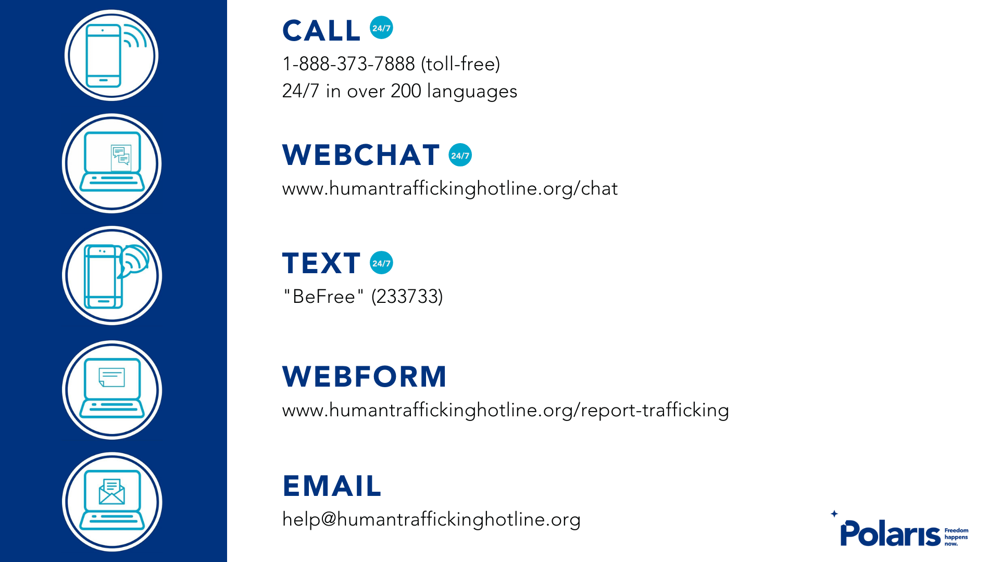 CALL 24/7
1-888-373-7888 (toll-free)
24/7 in over 200 languages
WEBCHAT 24/7
www.humantraffickinghotline.org/chat
TEXT 24/7
"BeFree" (233733)
WEBFORM
www.humantraffickinghotline.org/report-trafficking
EMAIL
help@humantraffickinghotline.org
Polaris
Freedom
happens
now.